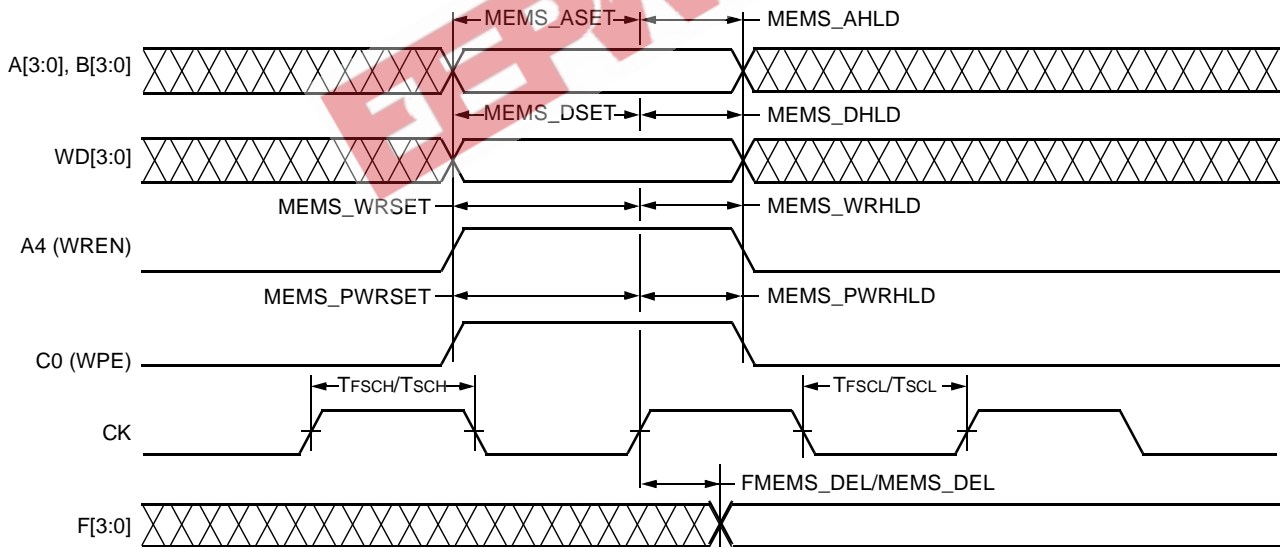 MEMS_ASET MEMS_AHLD
A[3:0], B[3:0]
MEMS_DSET MEMS_DHLD
WD[3:0]
MEMS_WRSET MEMS_WRHLD
A4 (WREN)
MEMS_PWRSET MEMS_PWRHLD
C0 (WPE)
TFSCH/TSCH TFSCL/TSCL
CK
FMEMS_DEL/MEMS_DEL
F[3:0]